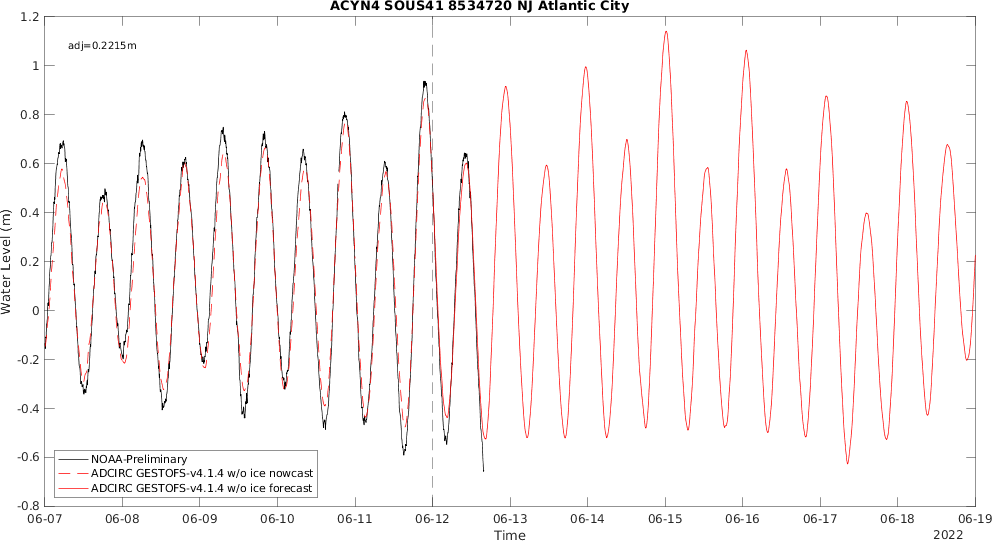 ACYN4 SOUS41 8534720 NJ Atlantic City
adj=0.2215m
Water Level (m)
1.2
1
0.8
0.6
0.4
0.2
0
-0.2
-0.4
-0.6
-0.8
NOAA-Preliminary
ADCIRC GESTOFS-v4.1.4 w/o ice nowcast
ADCIRC GESTOFS-v4.1.4 w/o ice forecast
06-07 06-08 06-09 06-10 06-11 06-12 06-13 06-14 06-15 06-16 06-17 06-18 06-19
Time
2022